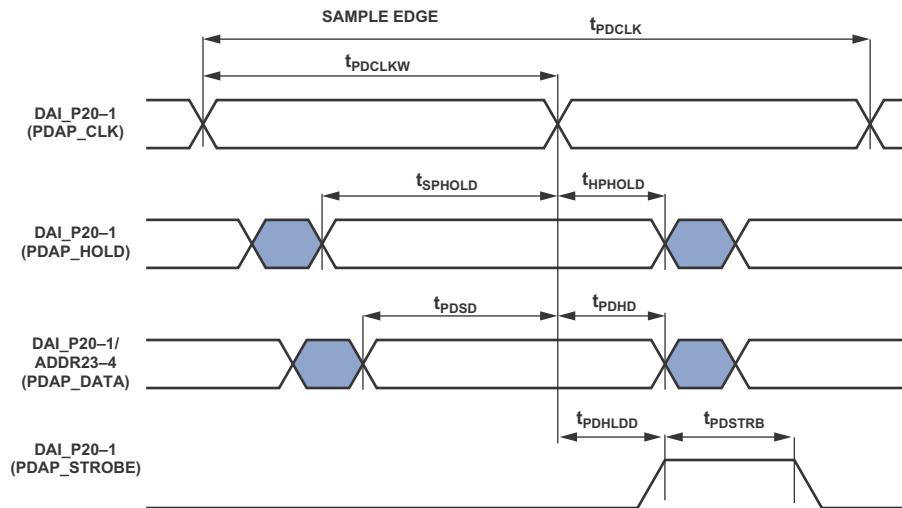 SAMPLE EDGE
tPDCLK
tPDCLKW
DAI_P20–1
(PDAP_CLK)
tSPHOLD
tHPHOLD
DAI_P20–1
(PDAP_HOLD)
tPDSD
tPDHD
DAI_P20–1/
ADDR23–4
(PDAP_DATA)
tPDHLDD
tPDSTRB
DAI_P20–1
(PDAP_STROBE)